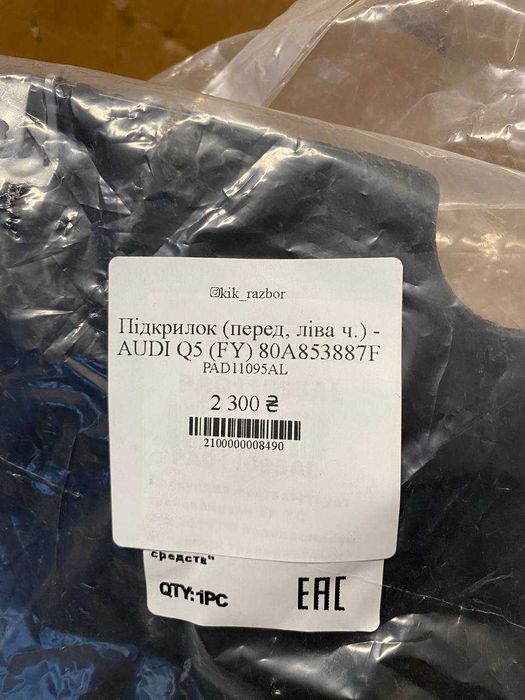 kik_razbor
Підкрилок (перед, ліва ч.) -
AUDI Q5 (FY) 80A853887F
PAD11095AL
2 300 ₴
2100000008490
средств"
QTY:1PC
EAC